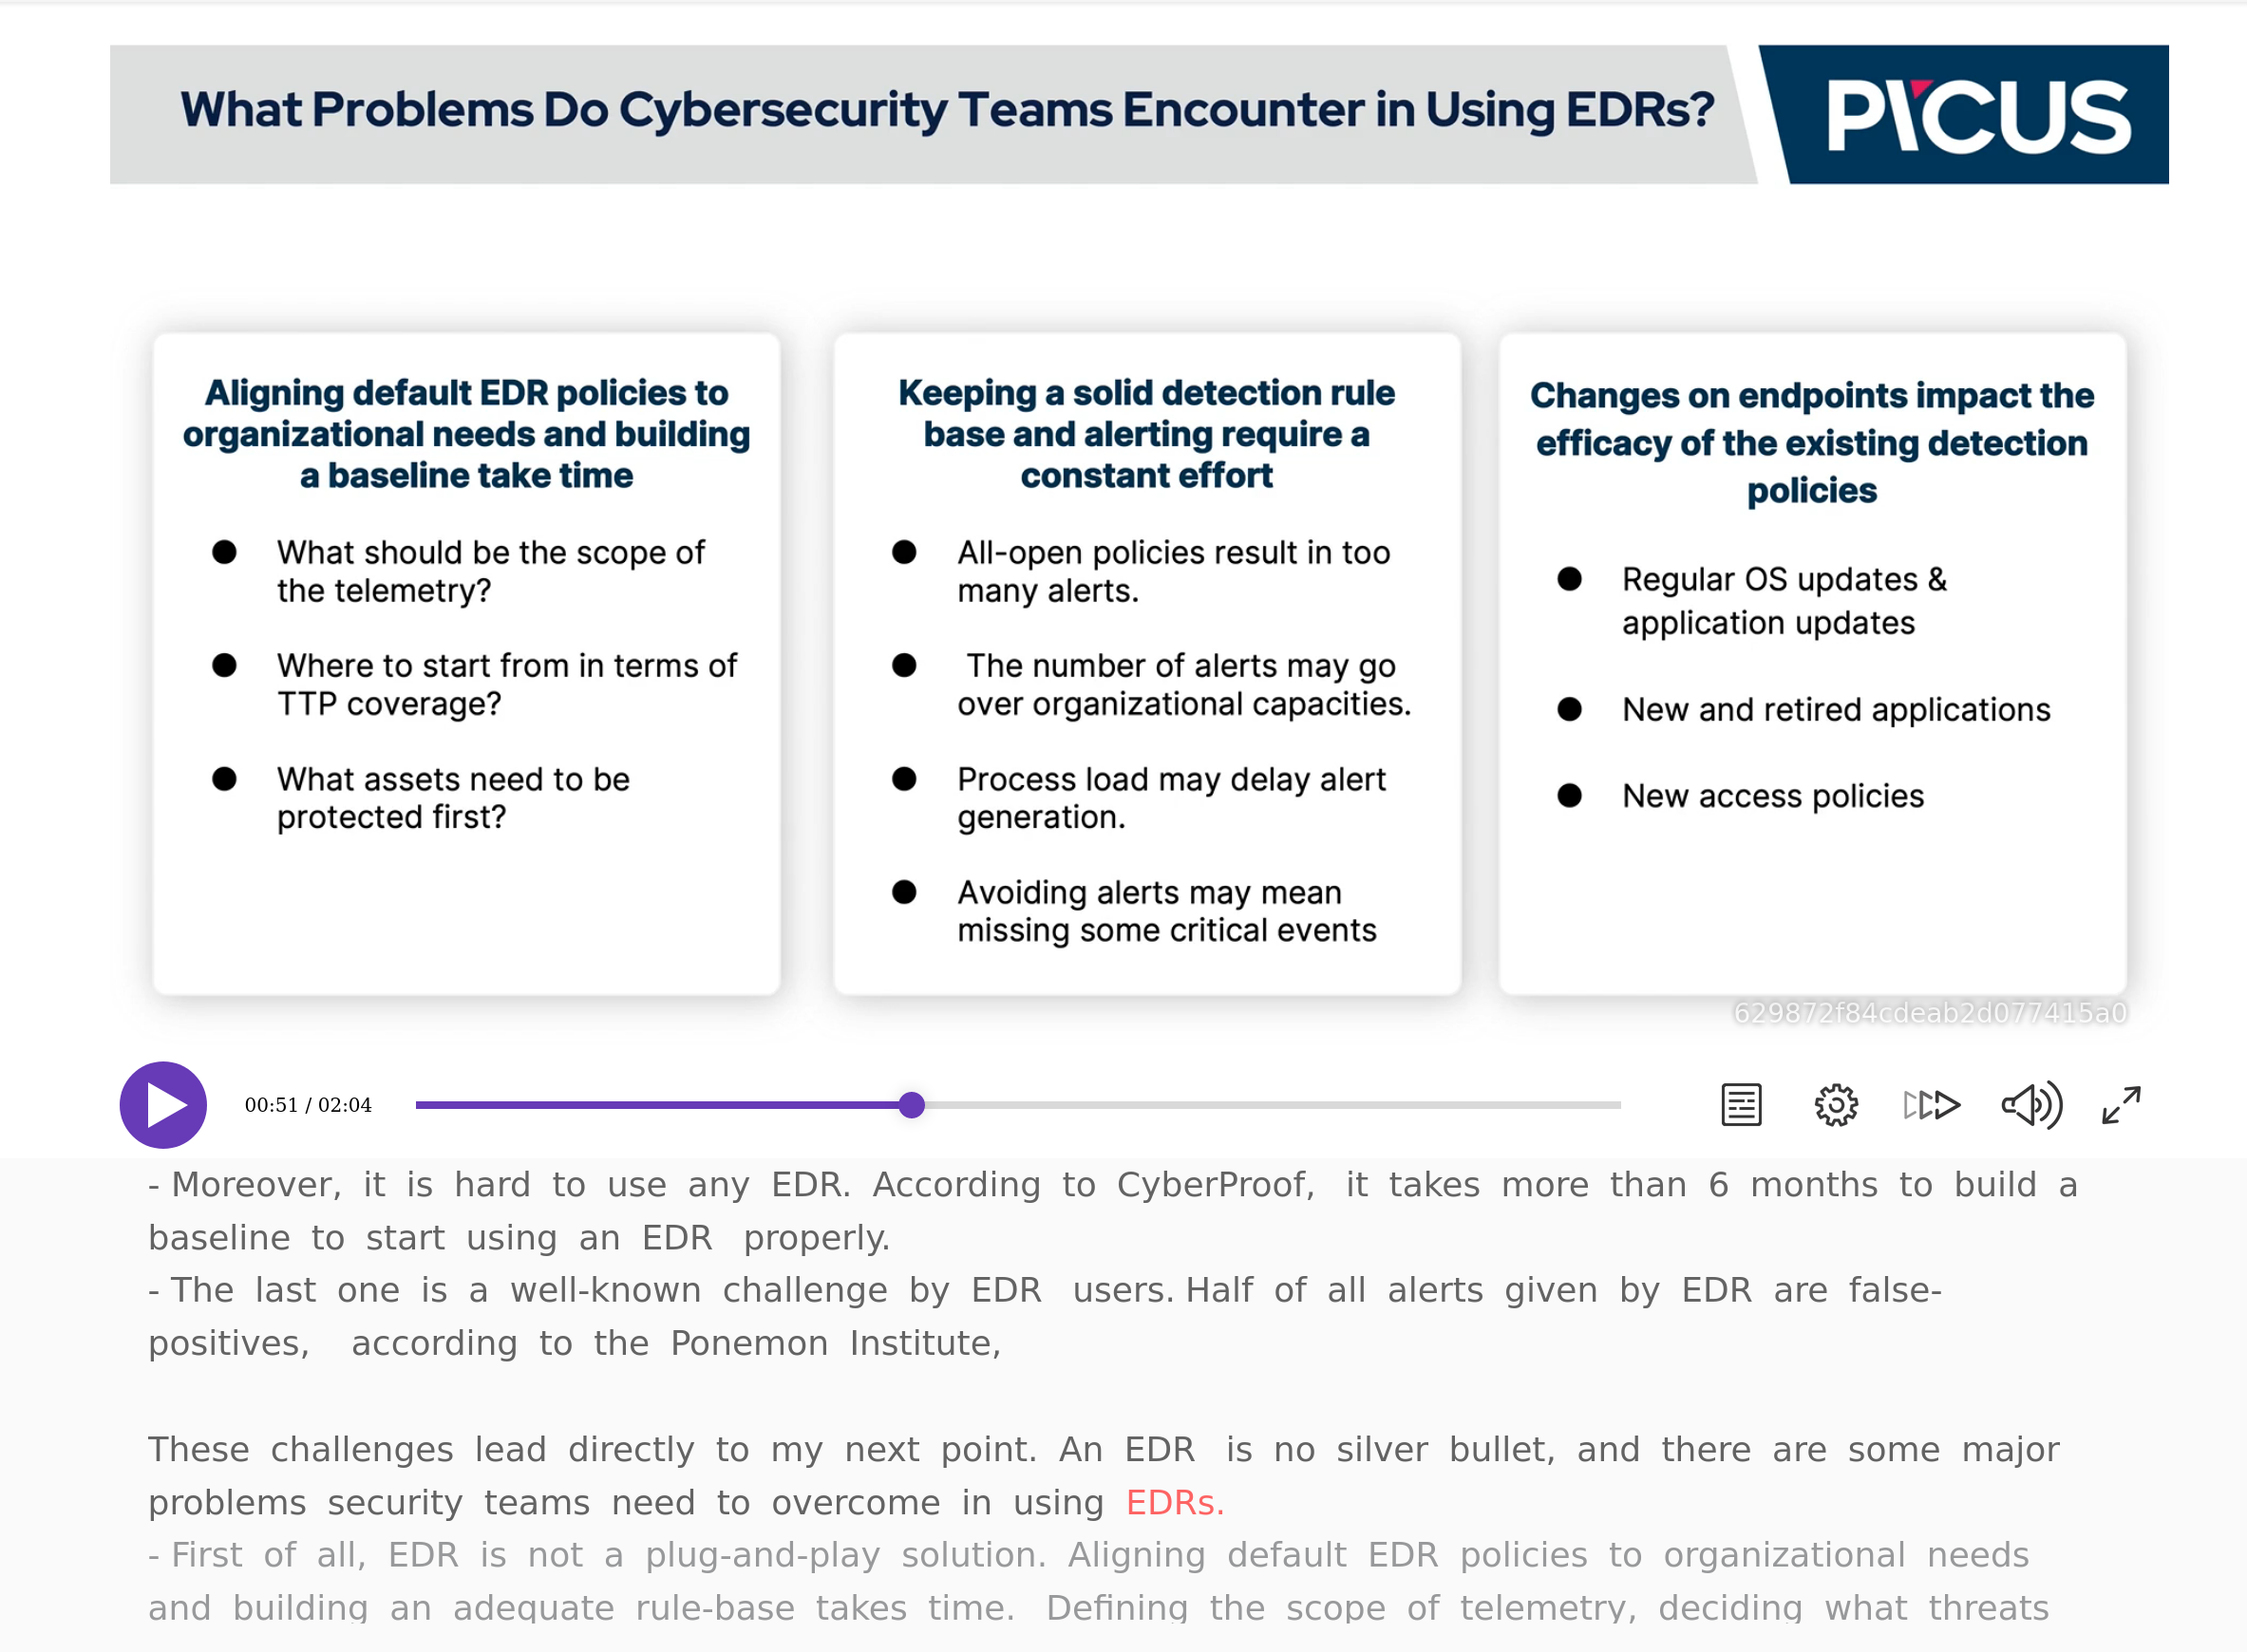 What Problems Do Cybersecurity Teams Encounter in Using EDRs?
PICUS
Aligning default EDR policies to
organizational needs and building
a baseline take time
What should be the scope of
the telemetry?
Where to start from in terms of
TTP coverage?
What assets need to be
protected first?
Keeping a solid detection rule
base and alerting require a
constant effort
All-open policies result in too
many alerts.
The number of alerts may go
over organizational capacities.
Process load may delay alert
generation.
Avoiding alerts may mean
missing some critical events
Changes on endpoints impact the
efficacy of the existing detection
policies
Regular OS updates &
application updates
New and retired applications
New access policies
629872f84cdeab2d077415a0
00:51 / 02:04
- Moreover, it is hard to use any EDR. According to CyberProof, it takes more than 6 months to build a
baseline to start using an EDR properly.
- The last one is a well-known challenge by EDR users. Half of all alerts given by EDR are false-
positives, according to the Ponemon Institute,
These challenges lead directly to my next point. An EDR is no silver bullet, and there are some major
problems security teams need to overcome in using EDRs.
- First of all, EDR is not a plug-and-play solution. Aligning default EDR policies to organizational needs
and building an adequate rule-base takes time. Defining the scope of telemetry, deciding what threats